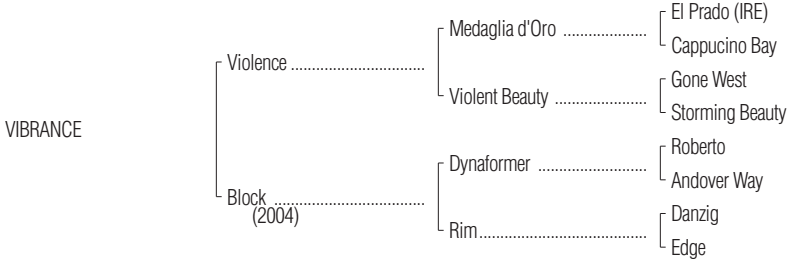 El Prado (IRE)
Medaglia d'Oro ....................
Cappucino Bay
Violence .................................
Gone West
Violent Beauty ......................
Storming Beauty
VIBRANCE
Roberto
Dynaformer ..........................
Andover Way
Block .....................................
(2004)
Danzig
Rim.........................................
Edge